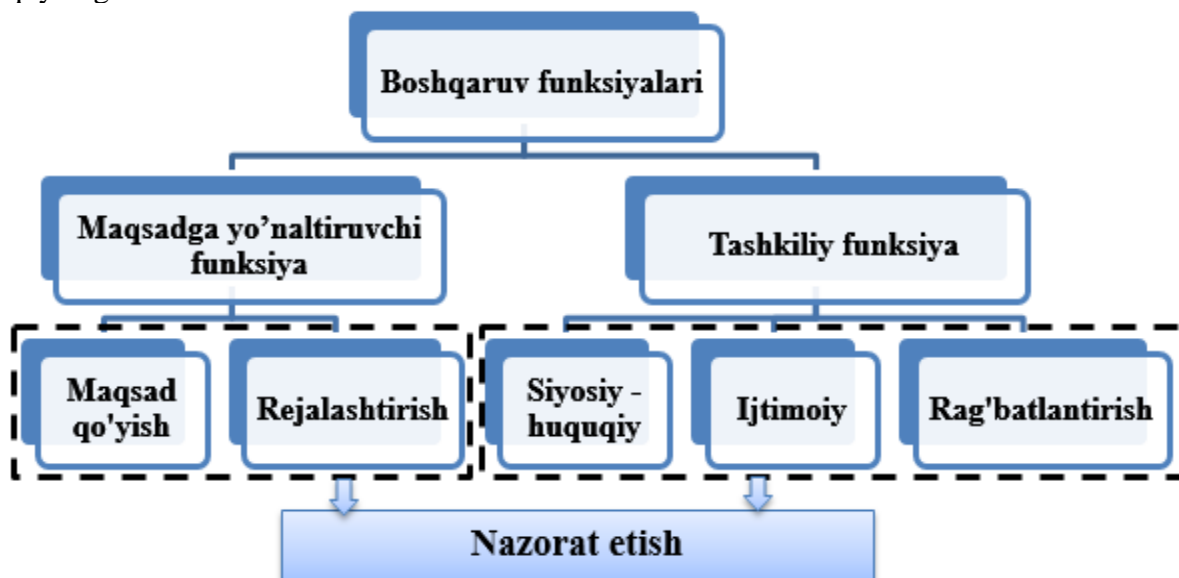 Boshqaruv funksiyalari
Maqsadga yo’naltiruvchi
funksiya
Tashkiliy funksiya
Maqsad
qo'yish
Rejalashtirish
Siyosiy -
huquqiy
Ijtimoiy
Rag'batlantirish
Nazorat etish